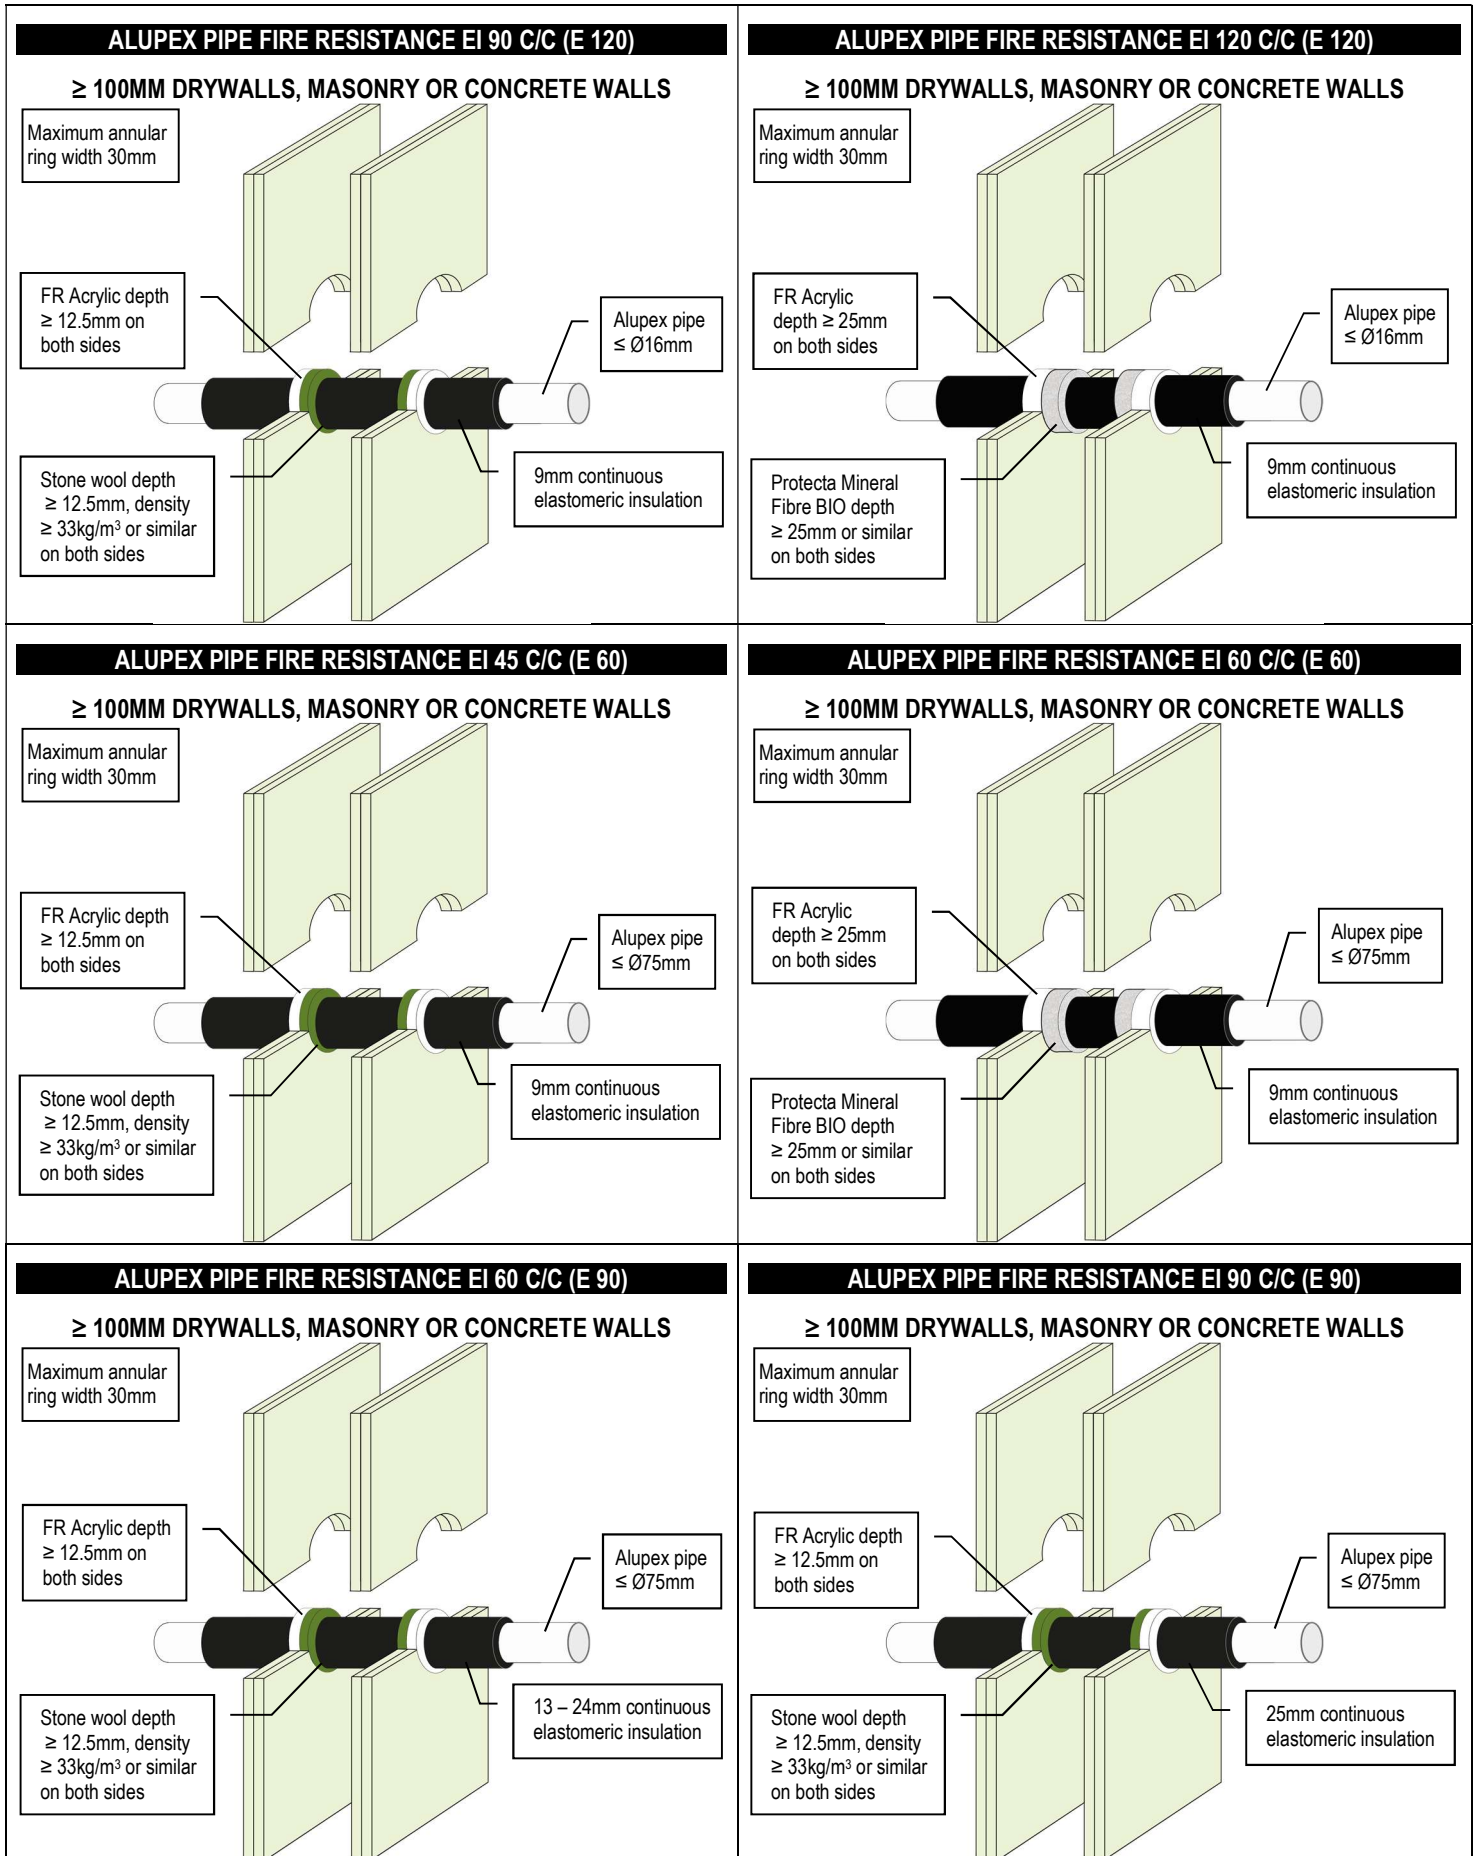 ALUPEX PIPE FIRE RESISTANCE EI 90 C/C (E 120)
≥ 100MM DRYWALLS, MASONRY OR CONCRETE WALLS
Maximum annular
ring width 30mm
FR Acrylic depth
≥ 12.5mm on
both sides
Alupex pipe
≤ Ø16mm
Stone wool depth
≥ 12.5mm, density
≥ 33kg/m³ or similar
on both sides
9mm continuous
elastomeric insulation
ALUPEX PIPE FIRE RESISTANCE EI 120 C/C (E 120)
≥ 100MM DRYWALLS, MASONRY OR CONCRETE WALLS
Maximum annular
ring width 30mm
FR Acrylic
depth ≥ 25mm
on both sides
Alupex pipe
≤ Ø16mm
Protecta Mineral
Fibre BIO depth
≥ 25mm or similar
on both sides
9mm continuous
elastomeric insulation
ALUPEX PIPE FIRE RESISTANCE EI 45 C/C (E 60)
≥ 100MM DRYWALLS, MASONRY OR CONCRETE WALLS
Maximum annular
ring width 30mm
FR Acrylic depth
≥ 12.5mm on
both sides
Alupex pipe
≤ Ø75mm
Stone wool depth
≥ 12.5mm, density
≥ 33kg/m³ or similar
on both sides
9mm continuous
elastomeric insulation
ALUPEX PIPE FIRE RESISTANCE EI 60 C/C (E 60)
≥ 100MM DRYWALLS, MASONRY OR CONCRETE WALLS
Maximum annular
ring width 30mm
FR Acrylic
depth ≥ 25mm
on both sides
Alupex pipe
≤ Ø75mm
Protecta Mineral
Fibre BIO depth
≥ 25mm or similar
on both sides
9mm continuous
elastomeric insulation
ALUPEX PIPE FIRE RESISTANCE EI 60 C/C (E 90)
≥ 100MM DRYWALLS, MASONRY OR CONCRETE WALLS
Maximum annular
ring width 30mm
FR Acrylic depth
≥ 12.5mm on
both sides
Alupex pipe
≤ Ø75mm
Stone wool depth
≥ 12.5mm, density
≥ 33kg/m³ or similar
on both sides
13 – 24mm continuous
elastomeric insulation
ALUPEX PIPE FIRE RESISTANCE EI 90 C/C (E 90)
≥ 100MM DRYWALLS, MASONRY OR CONCRETE WALLS
Maximum annular
ring width 30mm
FR Acrylic depth
≥ 12.5mm on
both sides
Alupex pipe
≤ Ø75mm
Stone wool depth
≥ 12.5mm, density
≥ 33kg/m³ or similar
on both sides
25mm continuous
elastomeric insulation